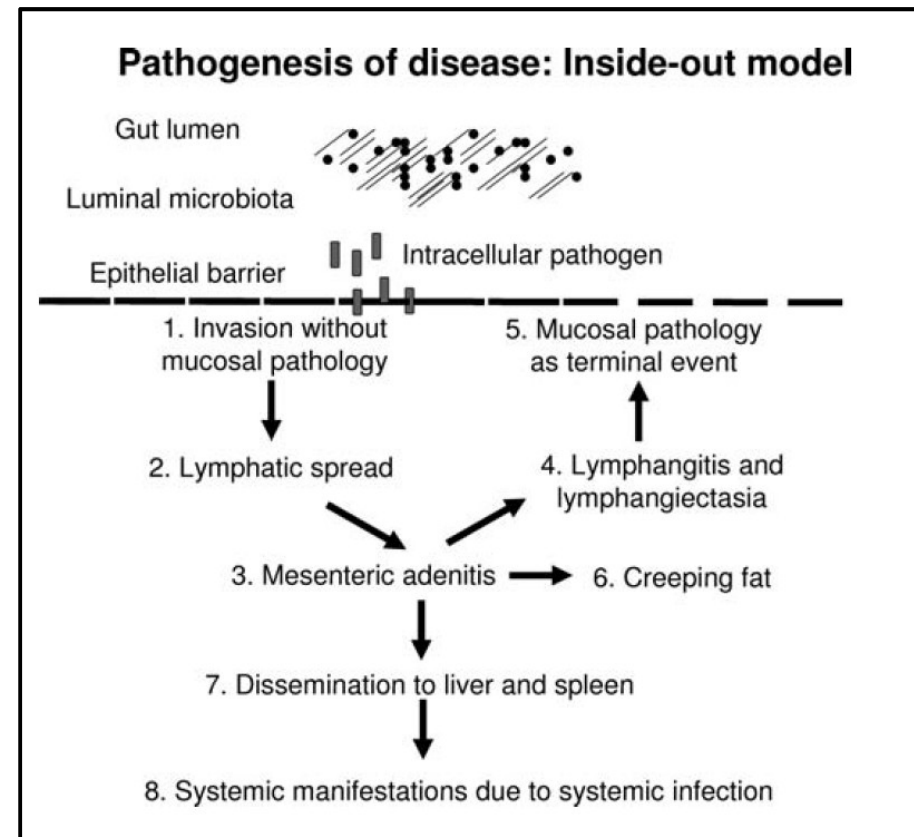 Pathogenesis of disease: Inside-out model
Gut lumen
Luminal microbiota
Intracellular pathogen
Epithelial barrier
1. Invasion without
mucosal pathology
5. Mucosal pathology
as terminal event
2. Lymphatic spread
4. Lymphangitis and
lymphangiectasia
3. Mesenteric adenitis
6. Creeping fat
7. Dissemination to liver and spleen
8. Systemic manifestations due to systemic infection